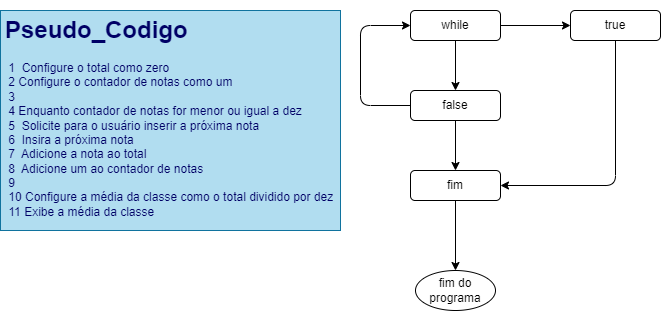 Pseudo_Codigo
1 Configure o total como zero
2 Configure o contador de notas como um
3
4 Enquanto contador de notas for menor ou igual a dez
5 Solicite para o usuário inserir a próxima nota
6 Insira a próxima nota
7 Adicione a nota ao total
8 Adicione um ao contador de notas
9
10 Configure a média da classe como o total dividido por dez
11 Exibe a média da classe
while
true
false
fim
fim do
programa